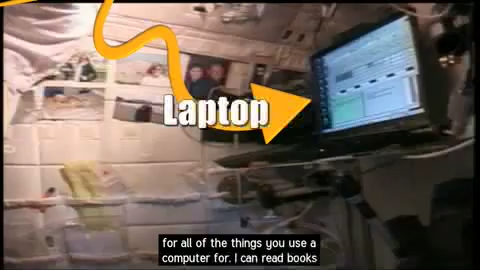 Laptop
for all of the things you use a
computer for. I can read books